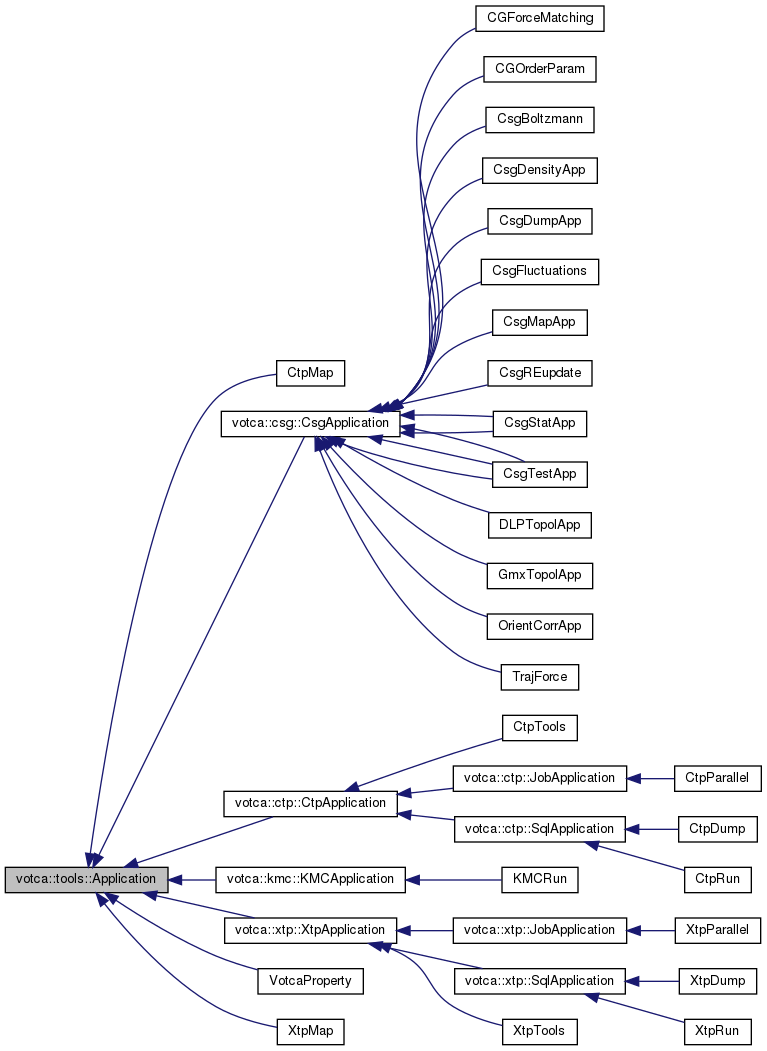 CGForceMatching
CGOrderParam
CsgBoltzmann
CsgDensityApp
CsgDumpApp
CsgFluctuations
CsgMapApp
CtpMap
CsgREupdate
votca::csg::CsgApplication
CsgStatApp
CsgTestApp
DLPTopolApp
GmxTopolApp
OrientCorrApp
TrajForce
CtpTools
votca::ctp::JobApplication
CtpParallel
votca::ctp::CtpApplication
votca::ctp::SqlApplication
CtpDump
votca::tools::Application
votca::kmc::KMCApplication
KMCRun
CtpRun
votca::xtp::XtpApplication
votca::xtp::JobApplication
XtpParallel
VotcaProperty
votca::xtp::SqlApplication
XtpDump
XtpMap
XtpTools
XtpRun